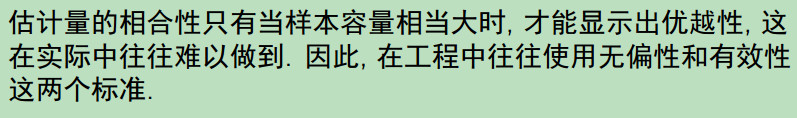 估计量的相合性只有当样本容量相当大时, 才能显示出优越性, 这
在实际中往往难以做到. 因此, 在工程中往往使用无偏性和有效性
这两个标准.